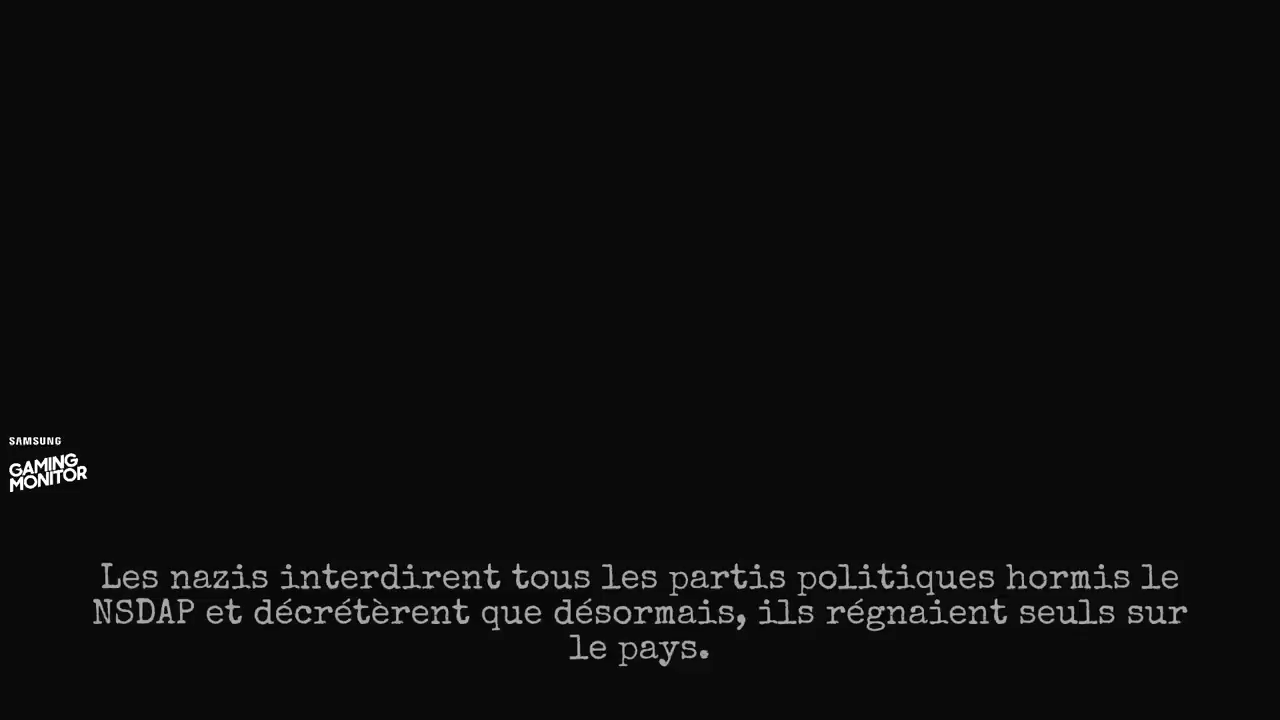 SAMSUNG
GAMING
MONITOR
Les nazis interdirent tous les partis politiques hormis le
NSDAP et décrétèrent que désormais, ils régnaient seuls sur
le pays.